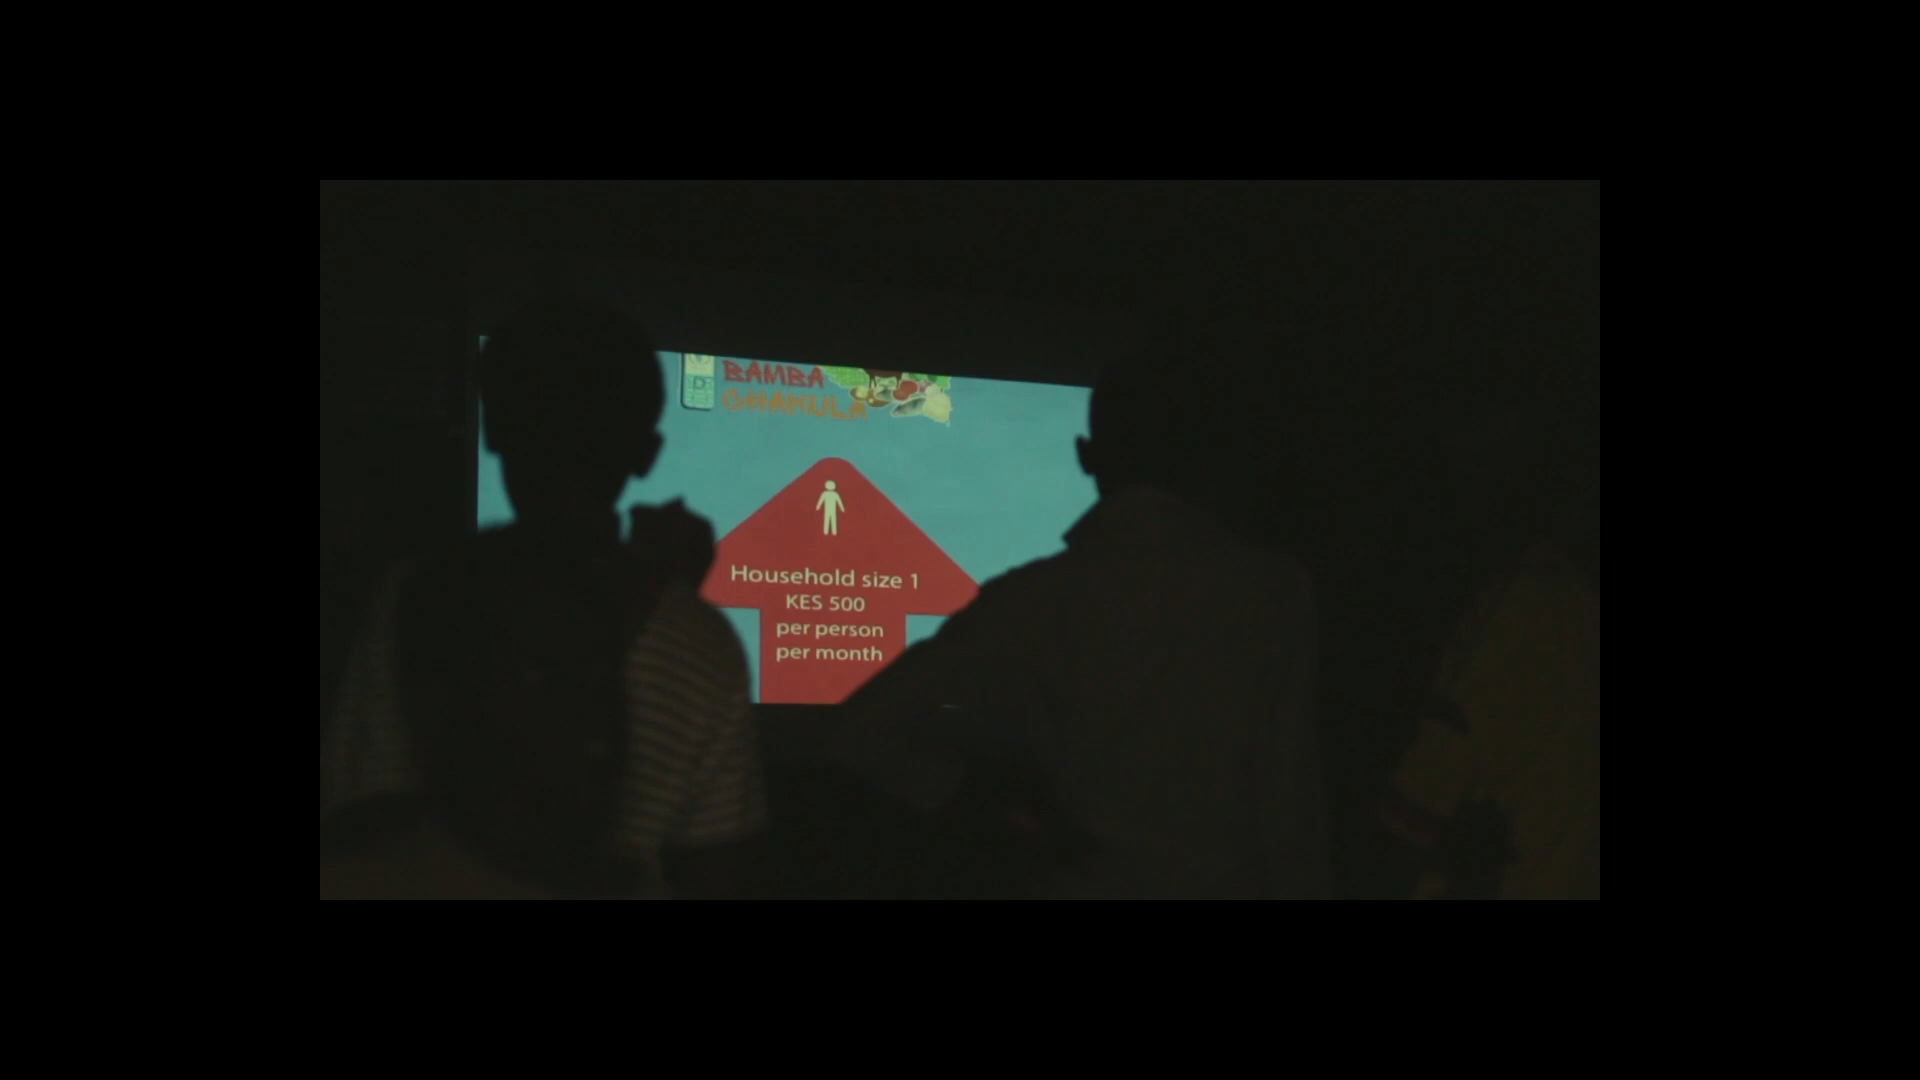 BAMBA
CHAKULA
Household size 1
KES 500
per person
per month